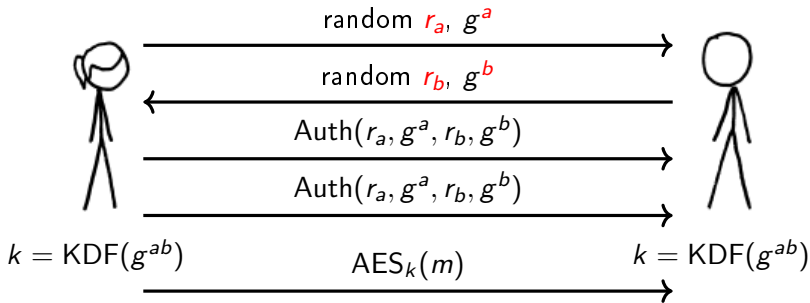 random r_a, g^a
random r_b, g^b
Auth(r_a, g^a, r_b, g^b)
Auth(r_a, g^a, r_b, g^b)
k = KDF(g^{ab})
k = KDF(g^{ab})
AES_k(m)